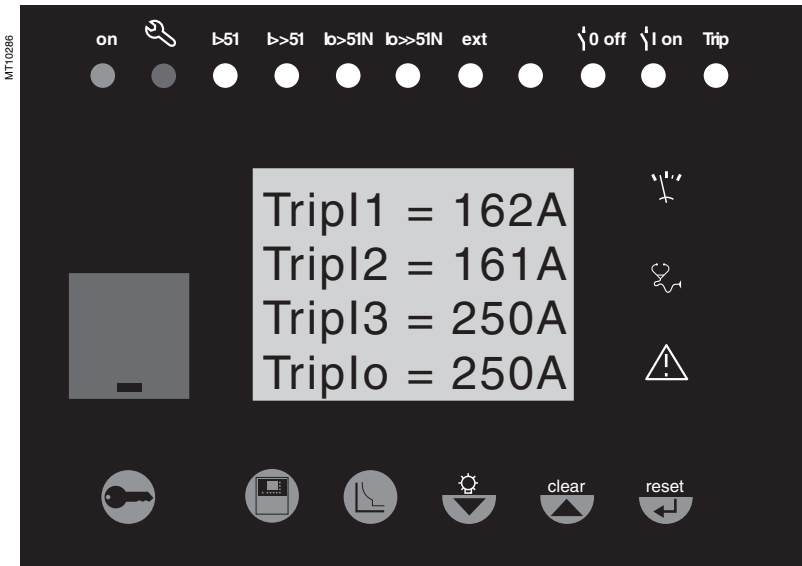 MT10286
on I>51 I>>51 Io>51N Io>>51N ext 0 off I on Trip
TripI1 = 162A
TripI2 = 161A
TripI3 = 250A
TripIo = 250A
clear reset